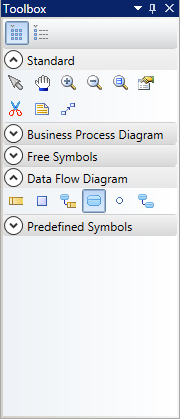 Toolbox
Standard
Business Process Diagram
Free Symbols
Data Flow Diagram
Predefined Symbols